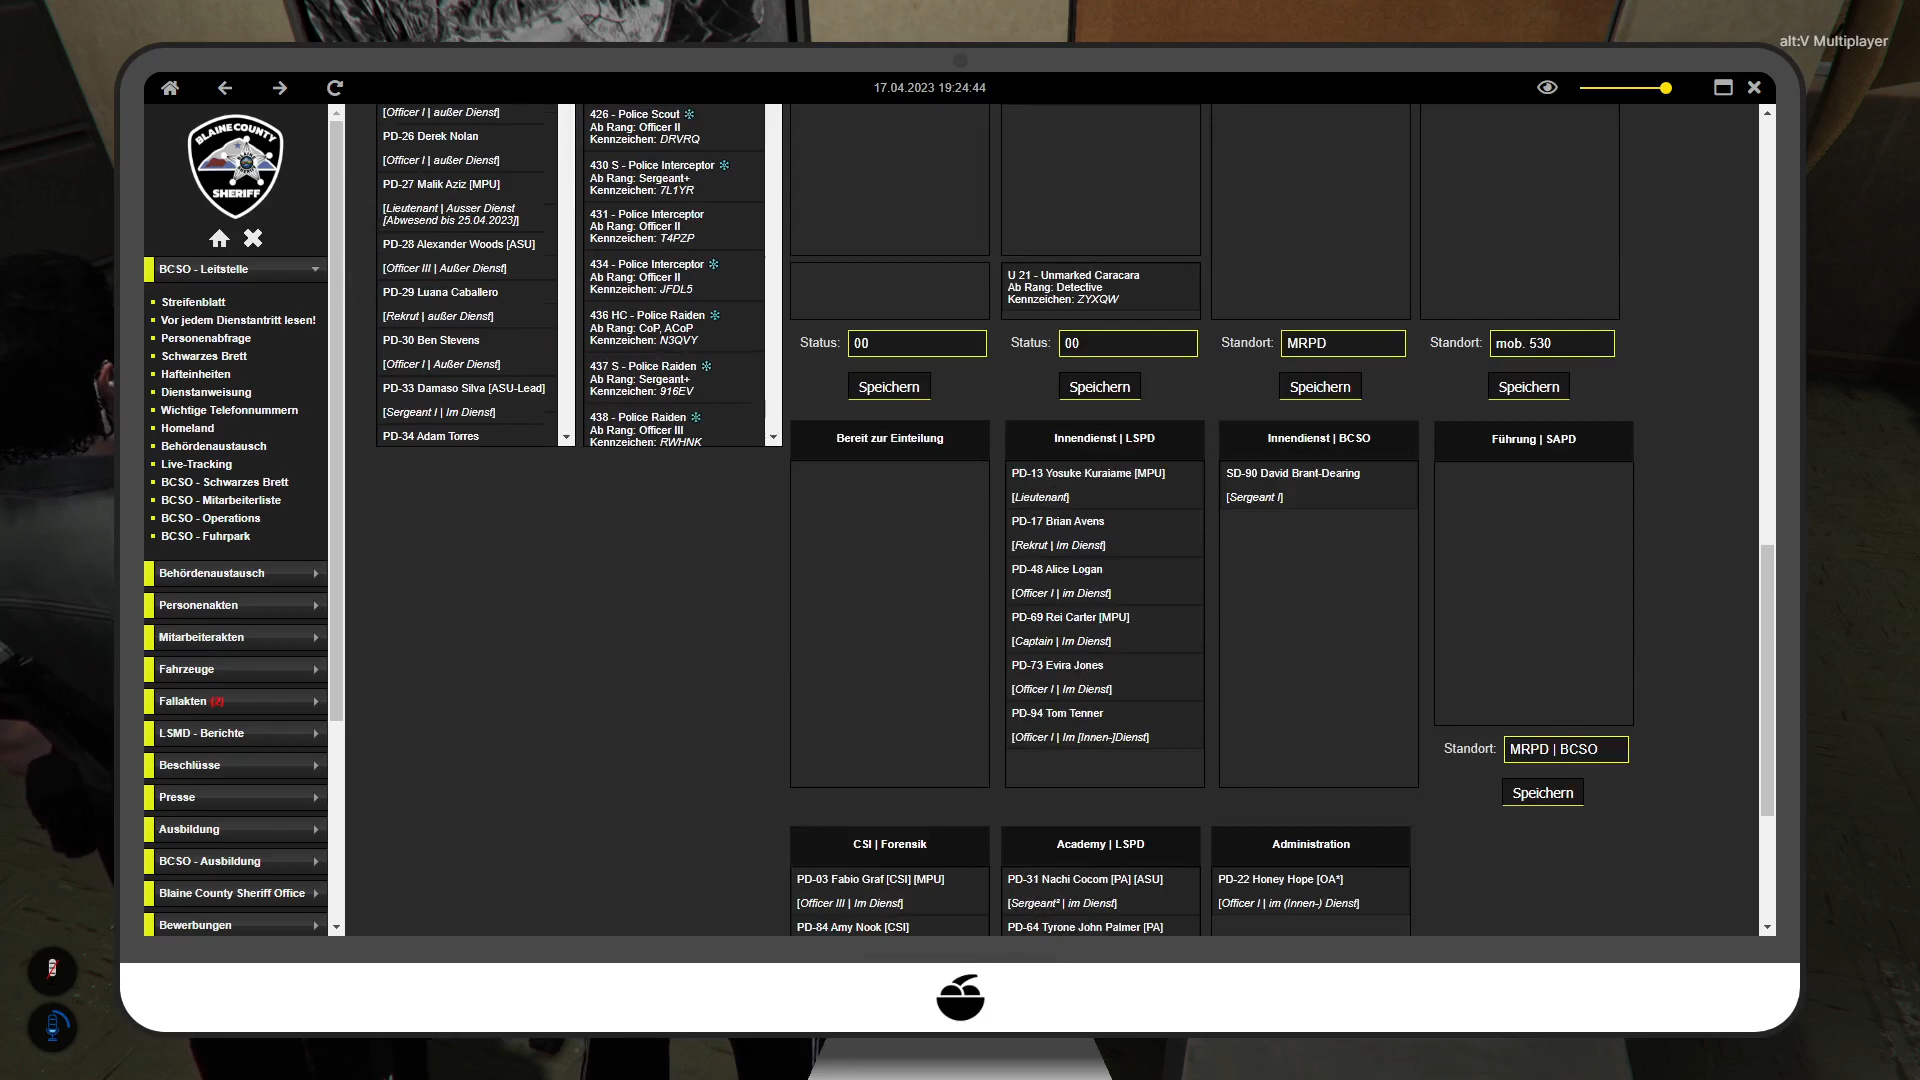 alt:V Multiplayer
17.04.2023 19:24:44
BLAINE COUNTY
SHERIFF
BCSO - Leitstelle
Streifenblatt
Vor jedem Dienstantritt lesen!
Personenabfrage
Schwarzes Brett
Hafteinheiten
Dienstanweisung
Wichtige Telefonnummern
Homeland
Behördenaustausch
Live-Tracking
BCSO - Schwarzes Brett
BCSO - Mitarbeiterliste
BCSO - Operations
BCSO - Fuhrpark
Behördenaustausch
Personenakten
Mitarbeiterakten
Fahrzeuge
Fallakten (2)
LSMD - Berichte
Beschlüsse
Presse
Ausbildung
BCSO - Ausbildung
Blaine County Sheriff Office
Bewerbungen
[Officer I | außer Dienst]
PD-26 Derek Nolan
[Officer I | außer Dienst]
PD-27 Malik Aziz [MPU]
[Lieutenant | Ausser Dienst
[Abwesend bis 25.04.2023]]
PD-28 Alexander Woods [ASU]
[Officer III | Außer Dienst]
PD-29 Luana Caballero
[Rekrut | außer Dienst]
PD-30 Ben Stevens
[Officer I | Außer Dienst]
PD-33 Damaso Silva [ASU-Lead]
[Sergeant I | Im Dienst]
PD-34 Adam Torres
426 - Police Scout
Ab Rang: Officer II
Kennzeichen: DRVRQ
430 S - Police Interceptor
Ab Rang: Sergeant+
Kennzeichen: 7L1YR
431 - Police Interceptor
Ab Rang: Officer II
Kennzeichen: T4PZP
434 - Police Interceptor
Ab Rang: Officer II
Kennzeichen: JFDL5
436 HC - Police Raiden
Ab Rang: CoP, ACoP
Kennzeichen: N3QVY
437 S - Police Raiden
Ab Rang: Sergeant+
Kennzeichen: 916EV
438 - Police Raiden
Ab Rang: Officer III
Kennzeichen: RWHNK
U 21 - Unmarked Caracara
Ab Rang: Detective
Kennzeichen: ZYXQW
Status: 00
Speichern
Status: 00
Speichern
Standort: MRPD
Speichern
Standort: mob. 530
Speichern
Bereit zur Einteilung
Innendienst | LSPD
PD-13 Yosuke Kuraiame [MPU]
[Lieutenant]
PD-17 Brian Avens
[Rekrut | Im Dienst]
PD-48 Alice Logan
[Officer I | im Dienst]
PD-69 Rei Carter [MPU]
[Captain | Im Dienst]
PD-73 Evira Jones
[Officer I | Im Dienst]
PD-94 Tom Tenner
[Officer I | Im [Innen-]Dienst]
Innendienst | BCSO
SD-90 David Brant-Dearing
[Sergeant I]
Führung | SAPD
Standort: MRPD | BCSO
Speichern
CSI | Forensik
PD-03 Fabio Graf [CSI] [MPU]
[Officer III | Im Dienst]
PD-84 Amy Nook [CSI]
Academy | LSPD
PD-31 Nachi Cocom [PA] [ASU]
[Sergeant² | im Dienst]
PD-64 Tyrone John Palmer [PA]
Administration
PD-22 Honey Hope [OA*]
[Officer I | im (Innen-) Dienst]